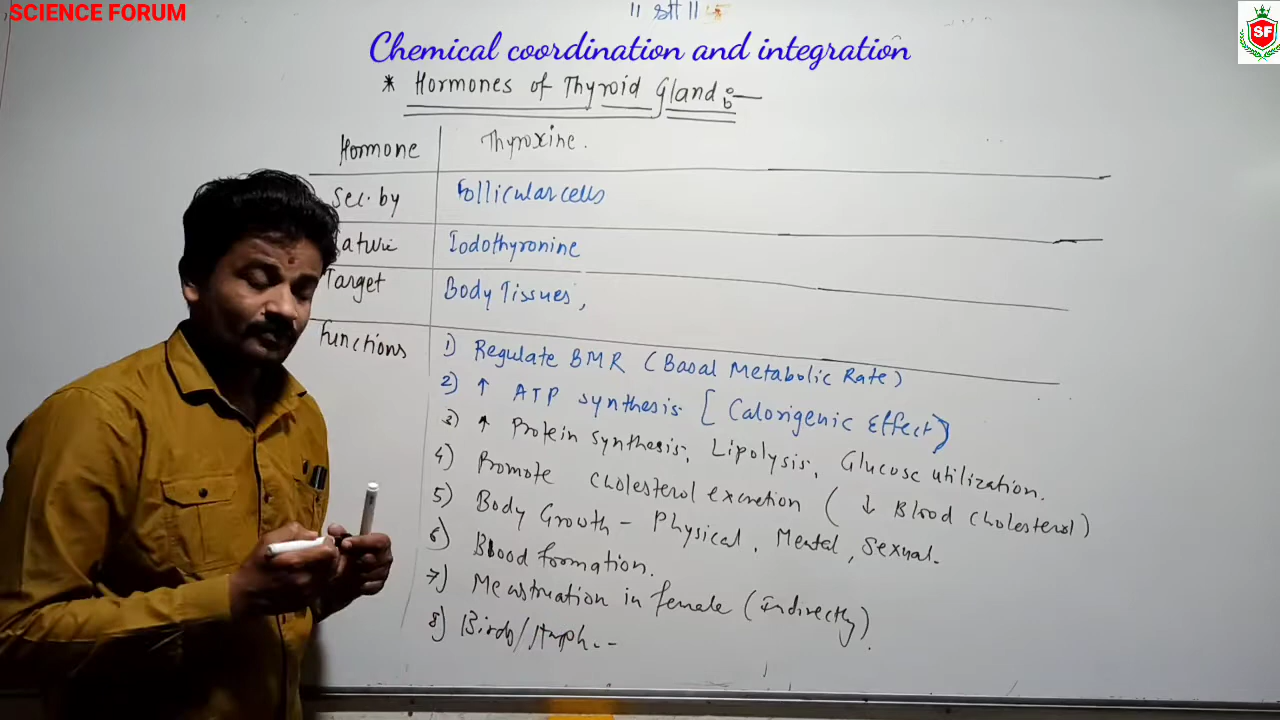 SCIENCE FORUM
॥ श्री ॥ 卐
SF
Chemical coordination and integration
* Hormones of Thyroid Gland :-
Hormone Thyroxine.
Sec. by Follicular cells
Nature Iodothyronine
Target Body Tissues,
Functions 1) Regulate BMR (Basal Metabolic Rate)
2) ↑ ATP synthesis. [Calorigenic Effect]
3) ↑ Protein synthesis, Lipolysis, Glucose utilization.
4) Promote cholesterol excretion ( ↓ Blood cholesterol)
5) Body Growth - Physical, Mental, Sexual.
6) Blood formation.
7) Menstruation in female (Indirectly).
8) Birds/Amph. -